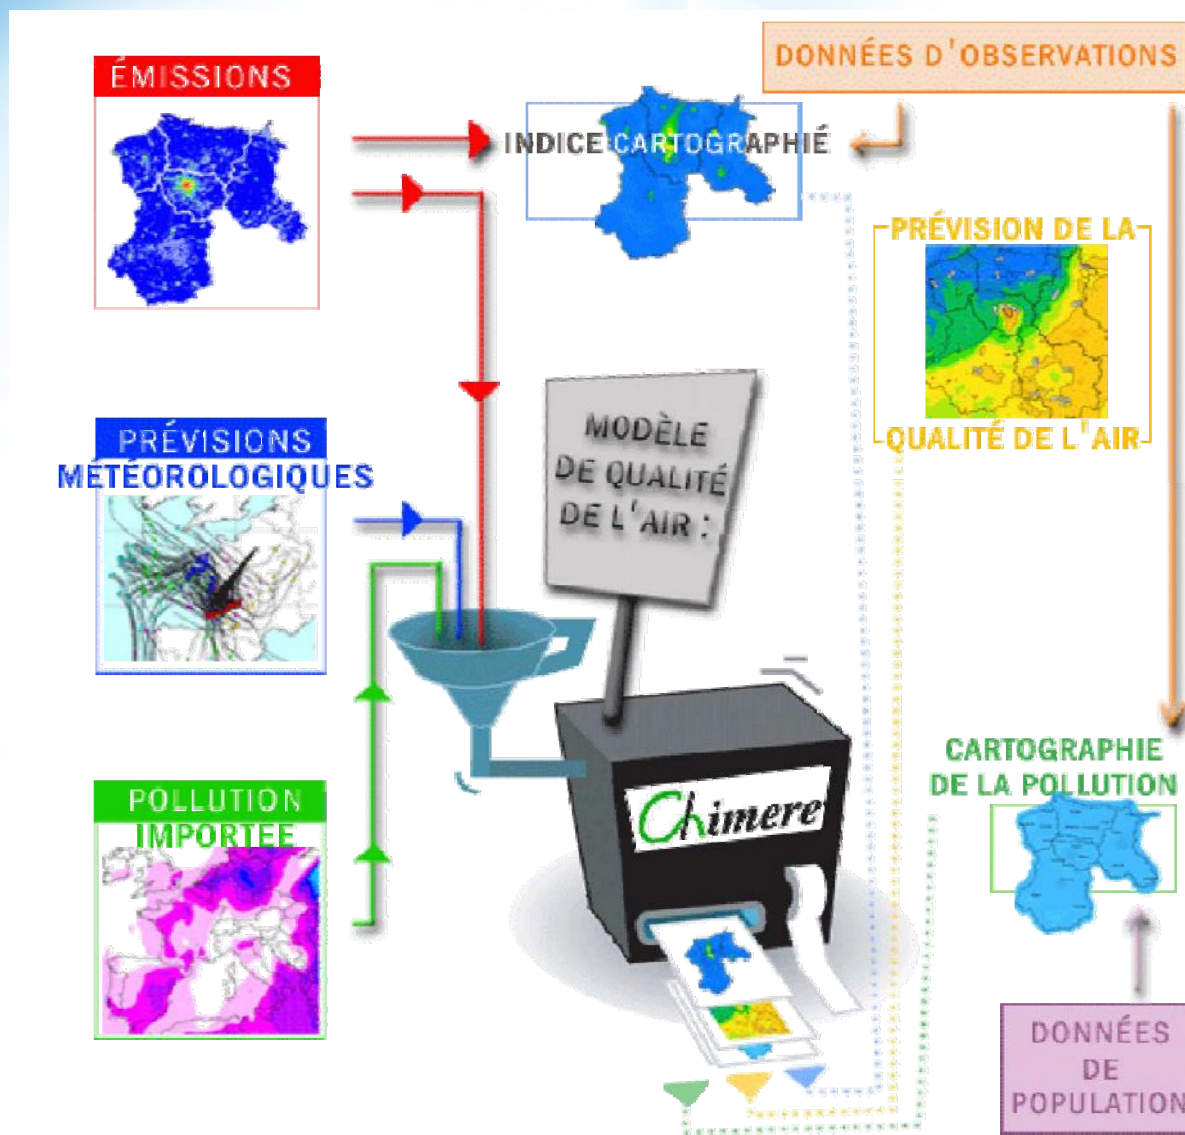 ÉMISSIONS
INDICE CARTOGRAPHIÉ
DONNÉES D'OBSERVATIONS
PRÉVISION DE LA
QUALITÉ DE L'AIR
PRÉVISIONS
MÉTÉOROLOGIQUES
MODÈLE
DE QUALITÉ
DE L'AIR :
POLLUTION
IMPORTEE
Chimere
CARTOGRAPHIE
DE LA POLLUTION
DONNÉES
DE
POPULATION